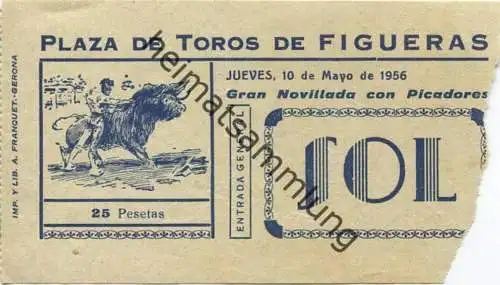 PLAZA DE TOROS DE FIGUERAS
JUEVES, 10 de Mayo de 1956
Gran Novillada con Picadores
ENTRADA GENERAL
SOL
25 Pesetas
IMP. Y LIB. A. FRANQUET.-GERONA
heimatsammlung.de